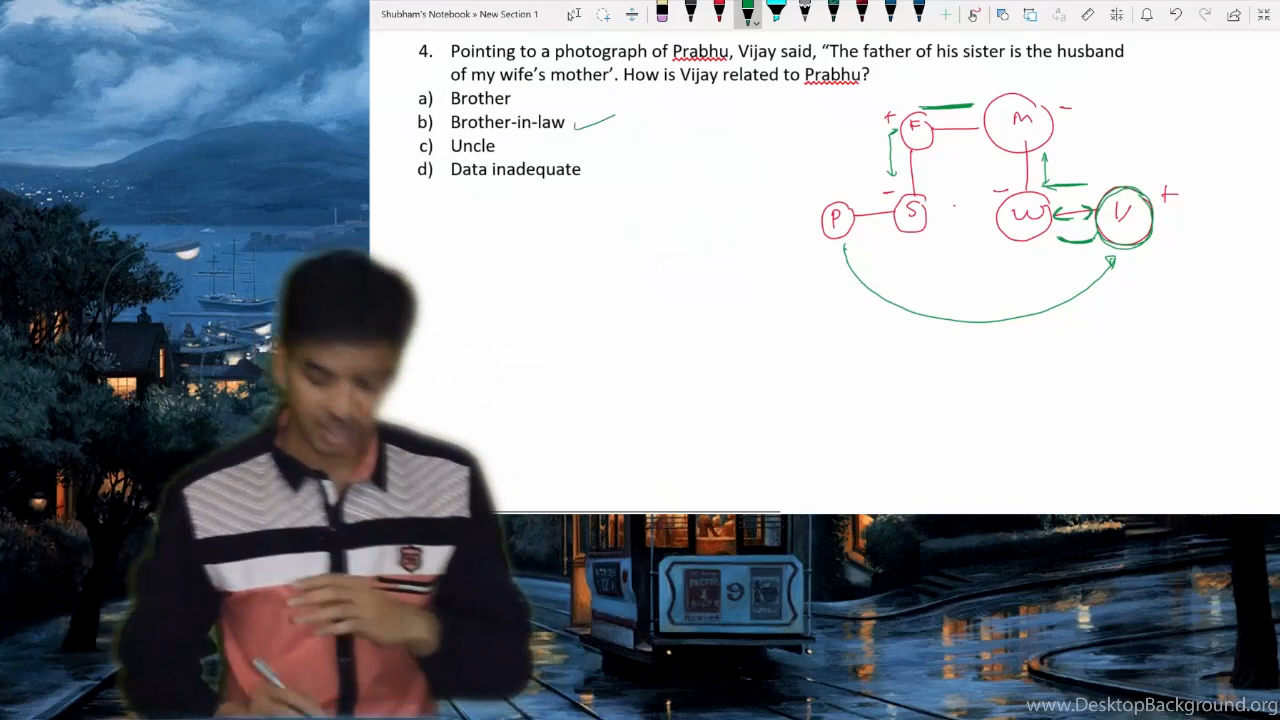 Shubham's Notebook » New Section 1
4. Pointing to a photograph of Prabhu, Vijay said, “The father of his sister is the husband
of my wife’s mother’. How is Vijay related to Prabhu?
a) Brother
b) Brother-in-law
c) Uncle
d) Data inadequate
+ F M -
- - +
P S W V
9
www.DesktopBackground.org